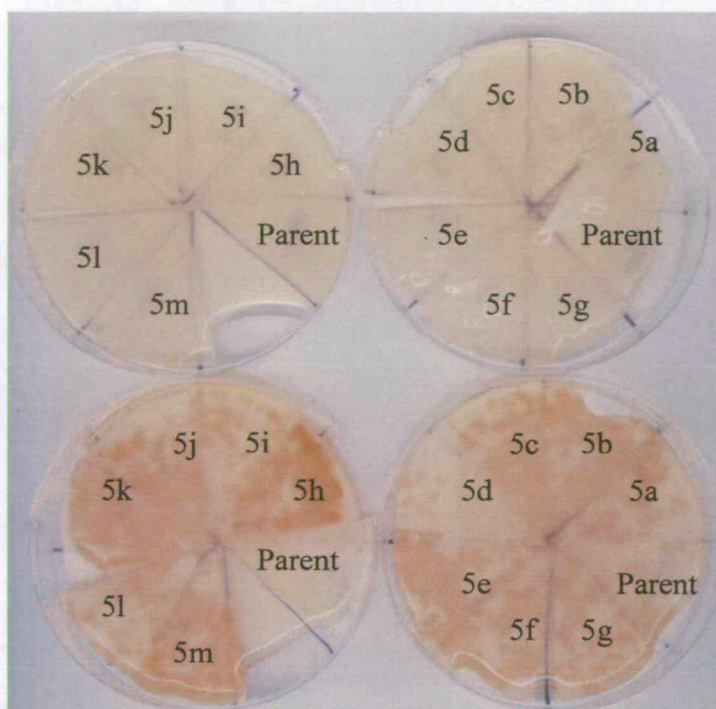 5j 5i
5k 5h
Parent
5l
5m
5c 5b
5d 5a
5e Parent
5f 5g
5j 5i
5k 5h
Parent
5l
5m
5c 5b
5d 5a
5e Parent
5f 5g